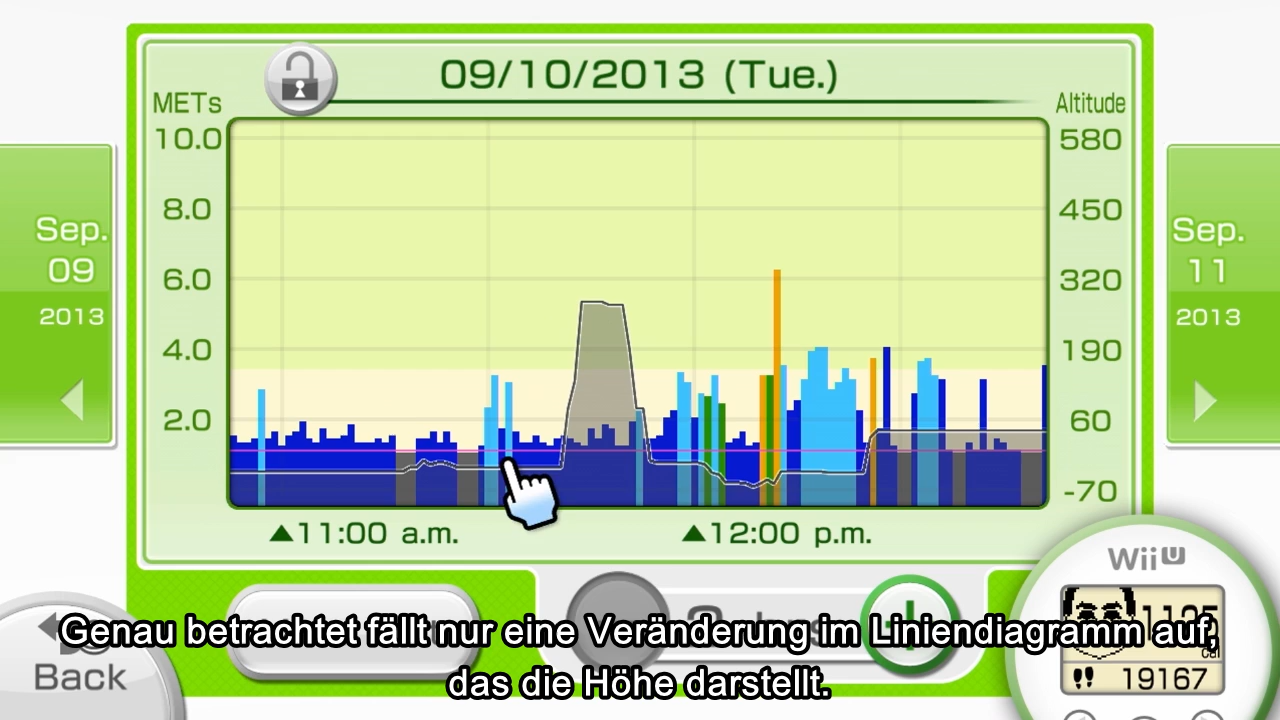 09/10/2013 (Tue.)
METs
Altitude
10.0
8.0
6.0
4.0
2.0
580
450
320
190
60
-70
▲11:00 a.m.
▲12:00 p.m.
Sep.
09
2013
Sep.
11
2013
Back
Wii U
19167
Genau betrachtet fällt nur eine Veränderung im Liniendiagramm auf,
das die Höhe darstellt.